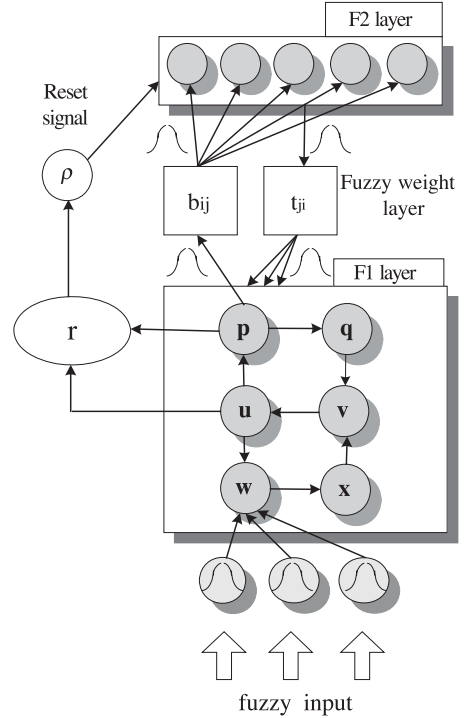 F2 layer
Reset
signal
ρ
bij
tji
Fuzzy weight
layer
F1 layer
r
p
q
u
v
w
x
fuzzy input